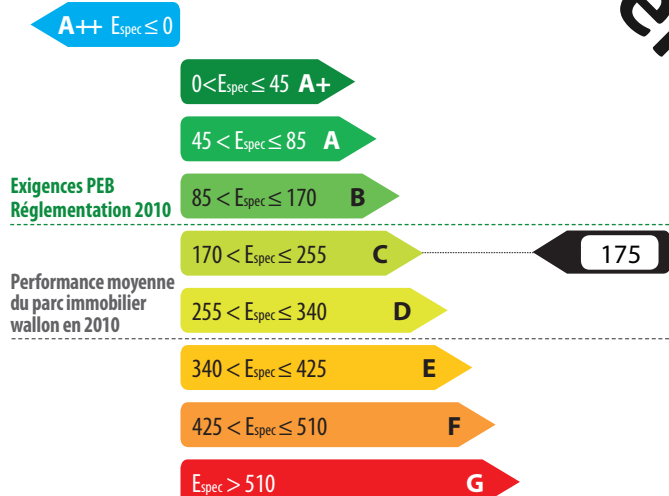 A++ Espec ≤ 0
0<Espec ≤ 45 A+
45 < Espec ≤ 85 A
Exigences PEB
Réglementation 2010
85 < Espec ≤ 170 B
170 < Espec ≤ 255 C
175
Performance moyenne
du parc immobilier
wallon en 2010
255 < Espec ≤ 340 D
340 < Espec ≤ 425 E
425 < Espec ≤ 510 F
Espec > 510 G